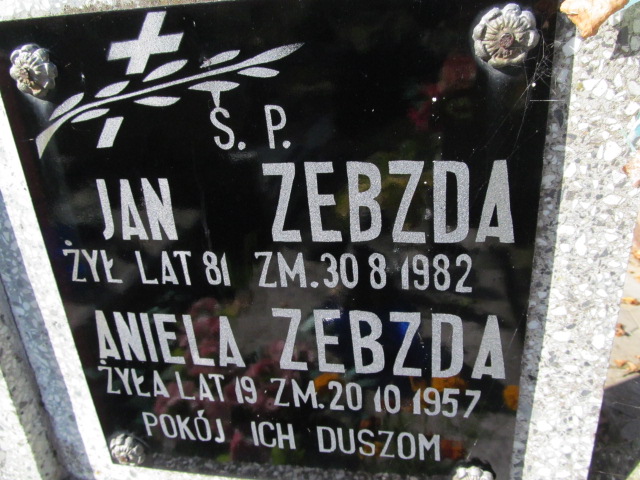 Ś. P.
JAN ZEBZDA
ŻYŁ LAT 81 ZM. 30 8 1982
ANIELA ZEBZDA
ŻYŁA LAT 19 ZM. 20 10 1957
POKÓJ ICH DUSZOM